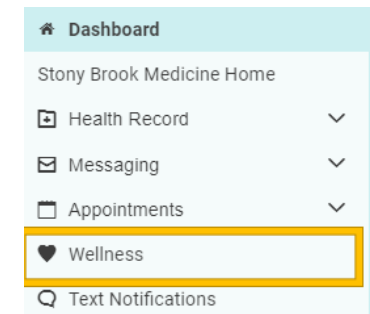 Dashboard
Stony Brook Medicine Home
Health Record
Messaging
Appointments
Wellness
Text Notifications